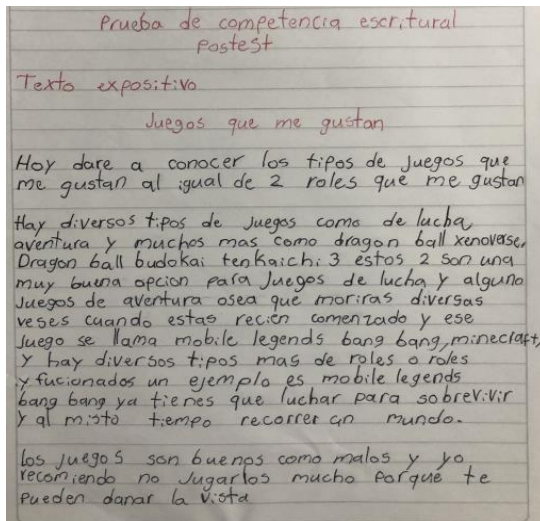 Prueba de competencia escritural
Postest
Texto expositivo
Juegos que me gustan
Hoy dare a conocer los tipos de Juegos que
me gustan al igual de 2 roles que me gustan
Hay diversos tipos de Juegos como de lucha,
aventura y muchos mas como dragon ball xenoverse,
Dragon ball budokai tenkaichi 3 estos 2 son una
muy buena opcion para Juegos de lucha y alguno
Juegos de aventura osea que moriras diversas
veses cuando estas recien comenzado y ese
Juego se llama mobile legends bang bang, minecraft,
y hay diversos tipos mas de roles o roles
y fucionados un ejemplo es mobile legends
bang bang ya tienes que luchar para sobrevivir
y al tiempo recorrer un mundo.
los juegos son buenos como malos y yo
recomiendo no Jugarlos mucho porque te
pueden danar la vista